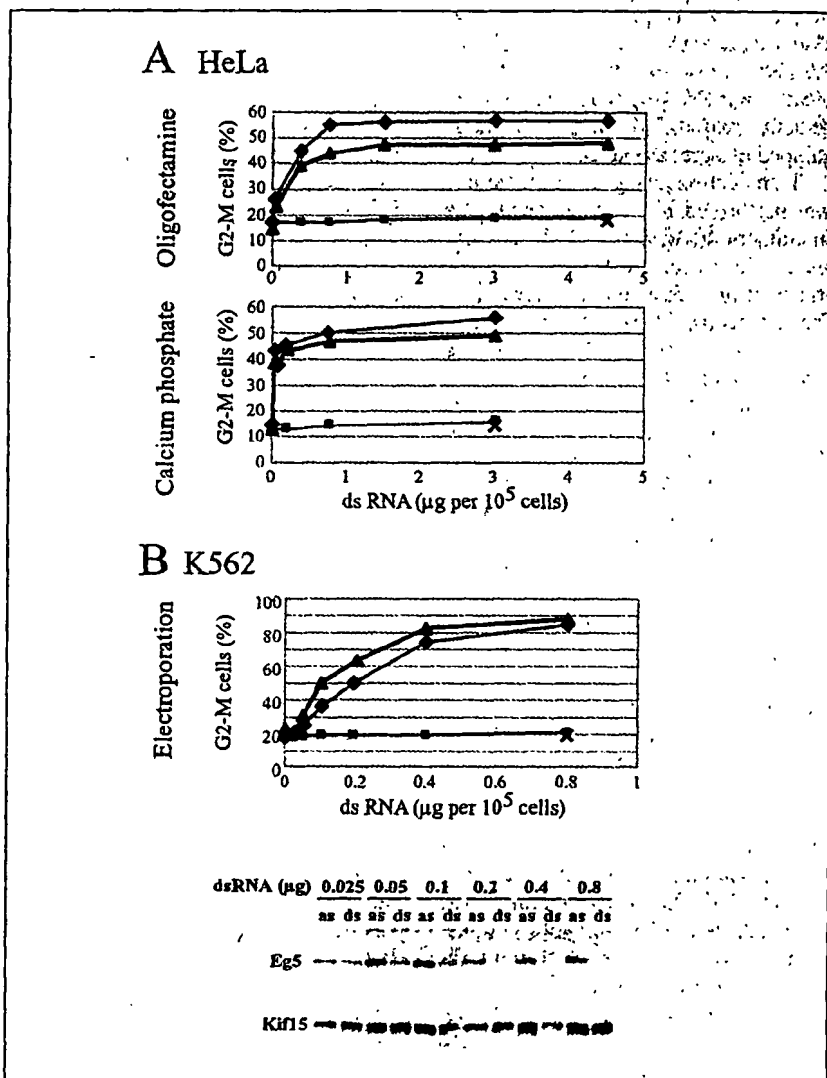 A HeLa
Oligofectamine
G2-M cells (%)
60
50
40
30
20
10
0
0 1 2 3 4 5
Calcium phosphate
G2-M cells (%)
60
50
40
30
20
10
0
0 1 2 3 4 5
ds RNA (µg per 10⁵ cells)
B K562
Electroporation
G2-M cells (%)
100
80
60
40
20
0
0 0.2 0.4 0.6 0.8 1
ds RNA (µg per 10⁵ cells)
dsRNA (µg) 0.025 0.05 0.1 0.2 0.4 0.8
as ds as ds as ds as ds as ds as ds
Eg5
Kif15